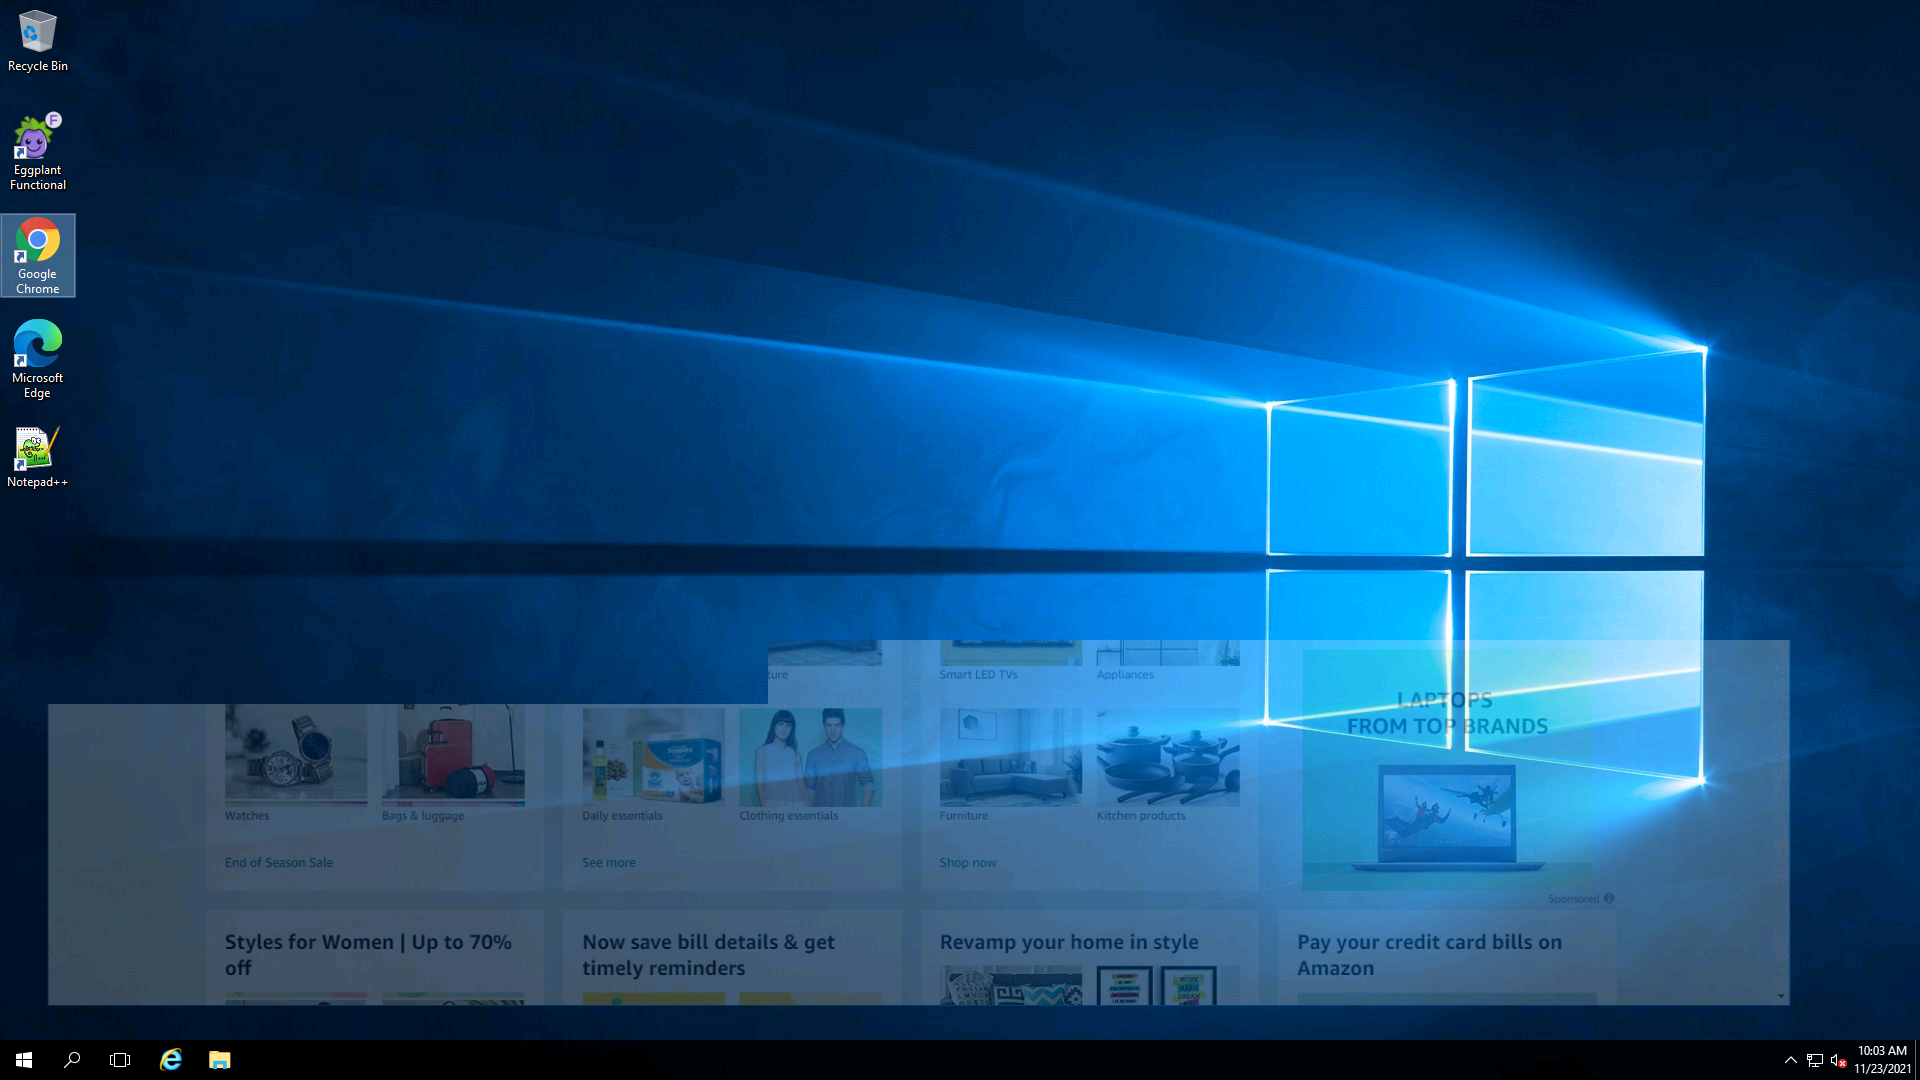 Recycle Bin
F
Eggplant
Functional
Google
Chrome
Microsoft
Edge
Notepad++
ture
Smart LED TVs
Appliances
LAPTOPS
FROM TOP BRANDS
Watches
Bags & luggage
Daily essentials
Clothing essentials
Furniture
Kitchen products
End of Season Sale
See more
Shop now
Sponsored
Styles for Women | Up to 70%
off
Now save bill details & get
timely reminders
Revamp your home in style
Pay your credit card bills on
Amazon
10:03 AM
11/23/2021